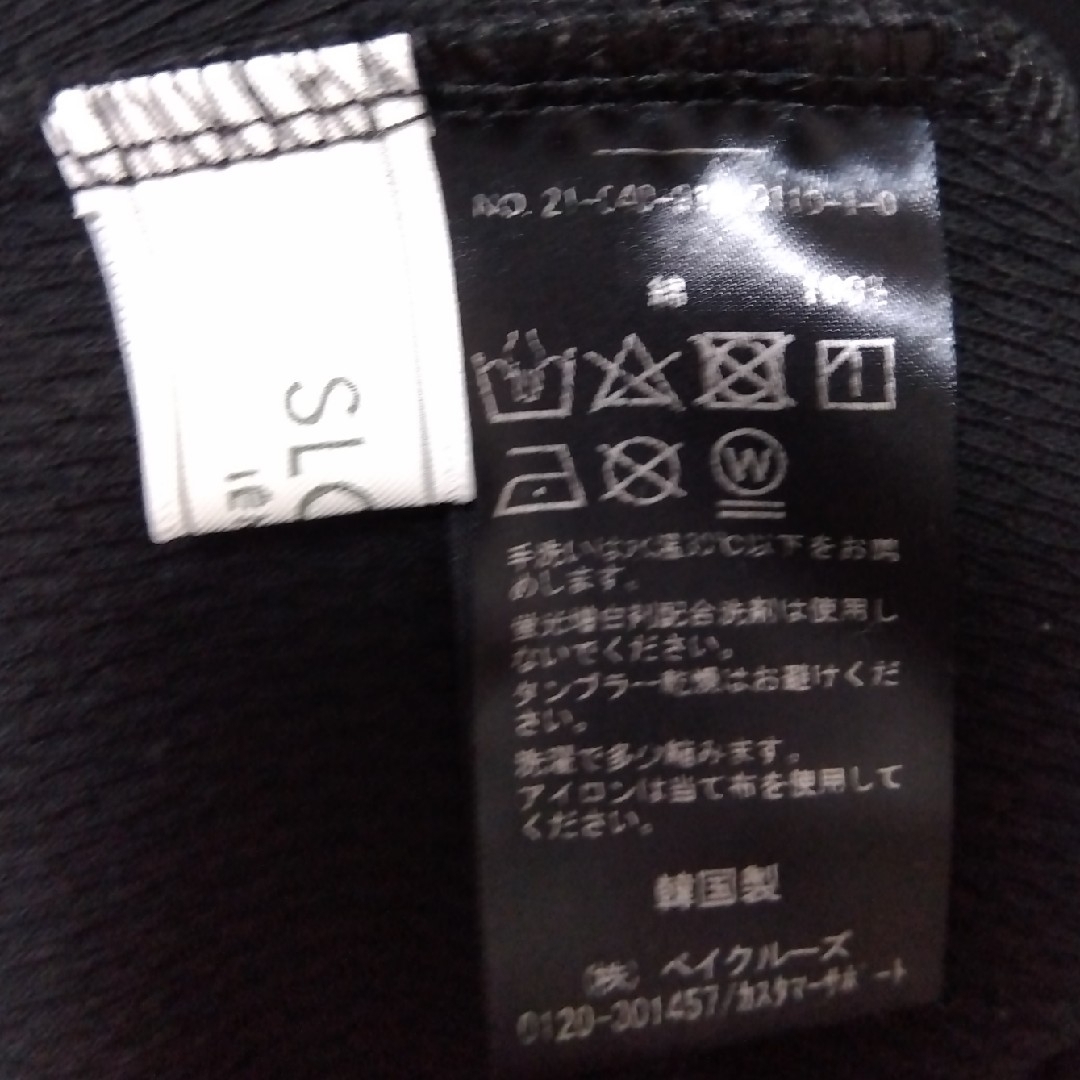 SLO
NO. 21-
綿 100%
W
手洗いは水温30℃以下をお薦
めします。
蛍光増白剤配合洗剤は使用し
ないでください。
タンブラー乾燥はお避けくだ
さい。
洗濯で多少縮みます。
アイロンは当て布を使用して
ください。
韓国製
(株) ベイクルーズ
0120-301457/カスタマーサポート